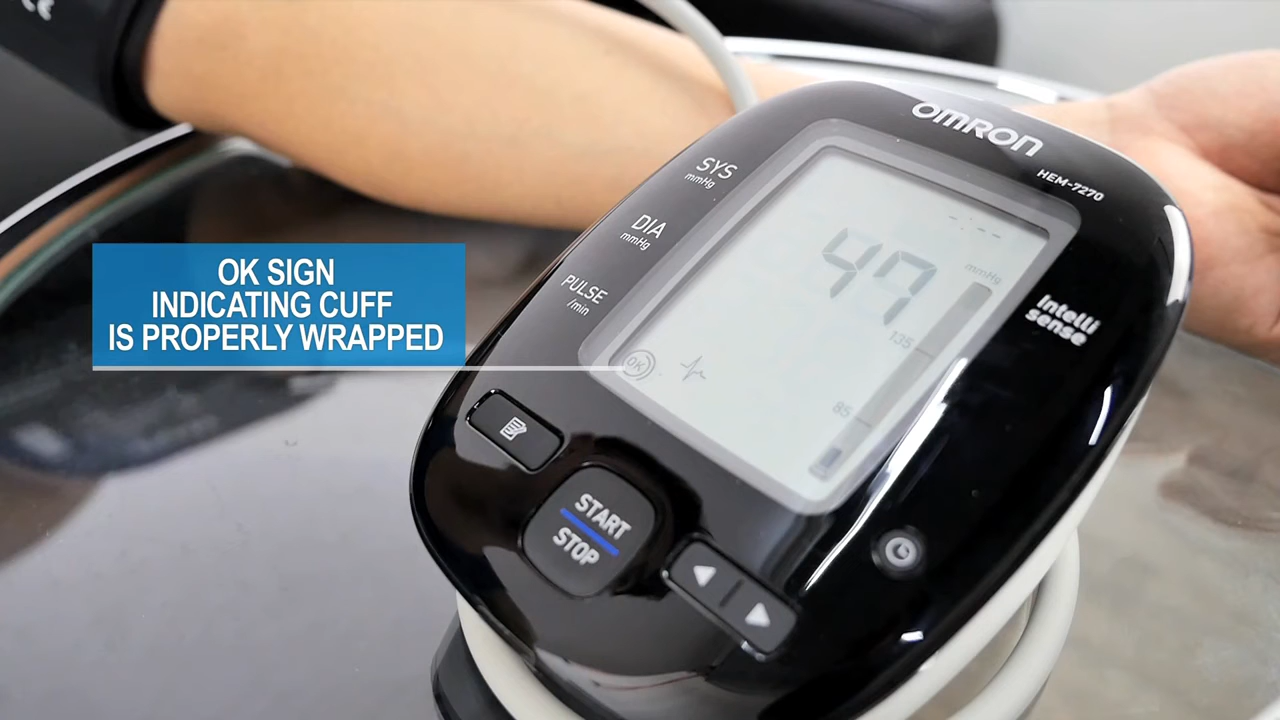 OMRON
HEM-7270
SYS
mmHg
DIA
mmHg
PULSE
/min
47
mmHg
135
85
OK
Intelli
sense
OK SIGN
INDICATING CUFF
IS PROPERLY WRAPPED
START
STOP